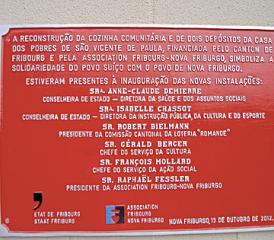 A RECONSTRUÇÃO DA COZINHA COMUNITÁRIA E DE DOIS DEPÓSITOS DA CASA
DOS POBRES DE SÃO VICENTE DE PAULA, FINANCIADA PELO CANTON DE
FRIBOURG E PELA ASSOCIATION FRIBOURG-NOVA FRIBURGO, SIMBOLIZA A
SOLIDARIEDADE DO POVO SUÍÇO COM O POVO DE NOVA FRIBURGO.
ESTIVERAM PRESENTES À INAUGURAÇÃO DAS NOVAS INSTALAÇÕES:
SRA. ANNE-CLAUDE DEMIERRE
CONSELHEIRA DE ESTADO - DIRETORA DA SAÚDE E DOS ASSUNTOS SOCIAIS
SRA. ISABELLE CHASSOT
CONSELHEIRA DE ESTADO - DIRETORA DA INSTRUÇÃO PÚBLICA, DA CULTURA E DO ESPORTE
SR. ROBERT BIELMANN
PRESIDENTE DA COMISSÃO CANTONAL DA LOTERIA "ROMANDE"
SR. GÉRALD BERGER
CHEFE DO SERVIÇO DA CULTURA
SR. FRANÇOIS MOLLARD
CHEFE DO SERVIÇO DA AÇÃO SOCIAL
SR. RAPHAËL FESSLER
PRESIDENTE DA ASSOCIATION FRIBOURG-NOVA FRIBURGO
ETAT DE FRIBOURG
STAAT FREIBURG
ASSOCIATION
FRIBOURG
NOVA FRIBURGO
NOVA FRIBURGO, 19 DE OUTUBRO DE 2012.